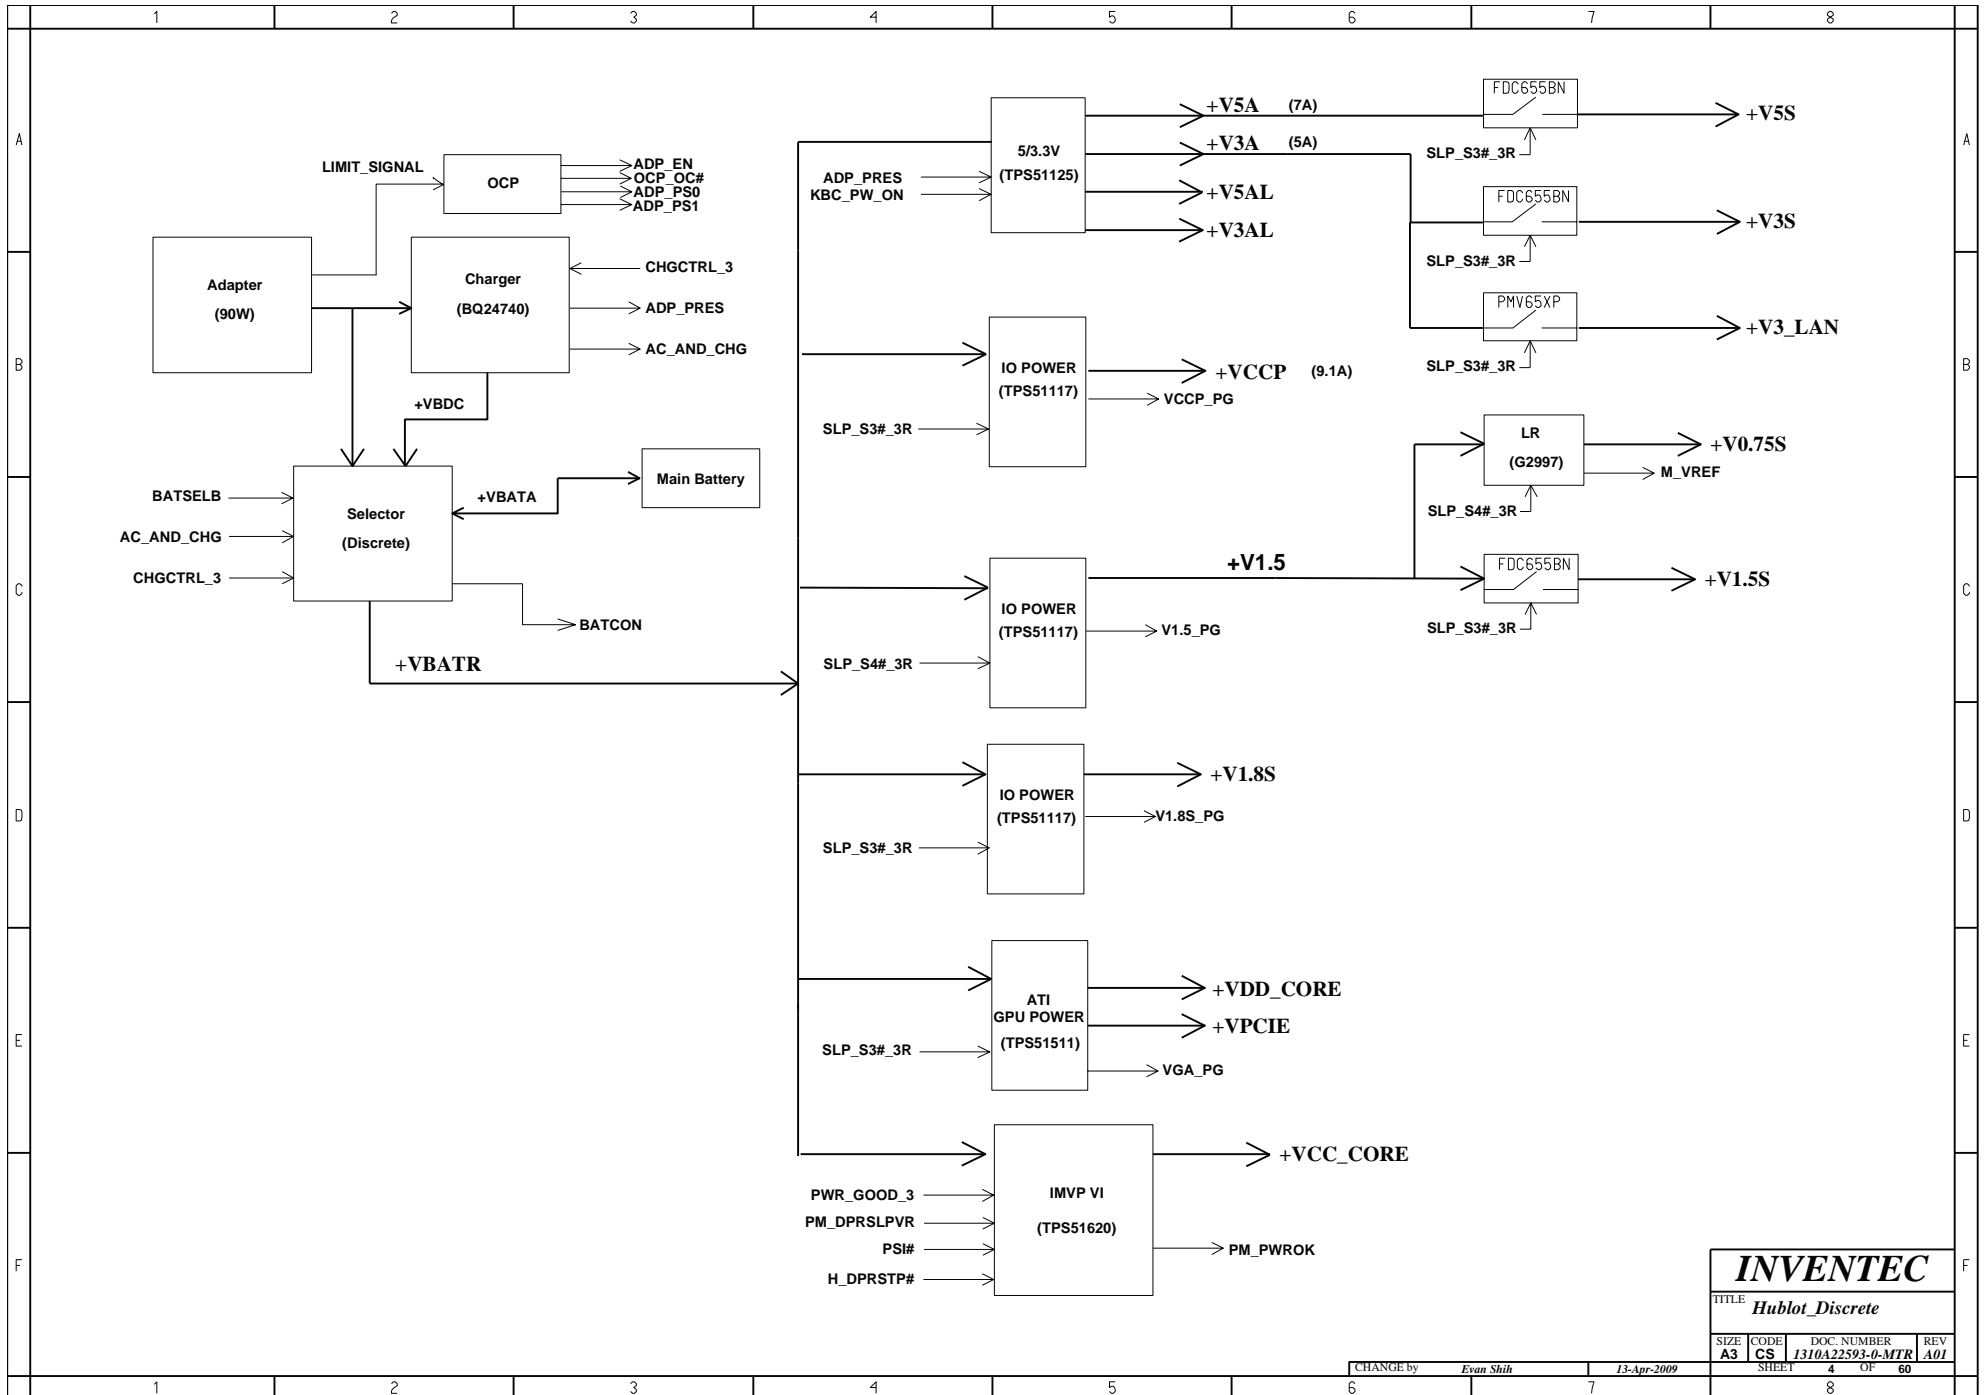 1 2 3 4 5 6 7 8
A
B
C
D
E
F
A
B
C
D
E
F
LIMIT_SIGNAL
OCP
ADP_EN
OCP_OC#
ADP_PS0
ADP_PS1
Adapter
(90W)
Charger
(BQ24740)
CHGCTRL_3
ADP_PRES
AC_AND_CHG
+VBDC
BATSELB
AC_AND_CHG
CHGCTRL_3
Selector
(Discrete)
+VBATA
Main Battery
BATCON
+VBATR
ADP_PRES
KBC_PW_ON
5/3.3V
(TPS51125)
+V5A (7A)
+V3A (5A)
+V5AL
+V3AL
FDC655BN
SLP_S3#_3R
+V5S
FDC655BN
SLP_S3#_3R
+V3S
PMV65XP
SLP_S3#_3R
+V3_LAN
IO POWER
(TPS51117)
SLP_S3#_3R
+VCCP (9.1A)
VCCP_PG
LR
(G2997)
SLP_S4#_3R
+V0.75S
M_VREF
IO POWER
(TPS51117)
SLP_S4#_3R
+V1.5
V1.5_PG
FDC655BN
SLP_S3#_3R
+V1.5S
IO POWER
(TPS51117)
SLP_S3#_3R
+V1.8S
V1.8S_PG
ATI
GPU POWER
(TPS51511)
SLP_S3#_3R
+VDD_CORE
+VPCIE
VGA_PG
IMVP VI
(TPS51620)
PWR_GOOD_3
PM_DPRSLPVR
PSI#
H_DPRSTP#
+VCC_CORE
PM_PWROK
INVENTEC
TITLE Hublot_Discrete
SIZE CODE DOC. NUMBER REV
A3 CS 1310A22593-0-MTR A01
CHANGE by Evan Shih 13-Apr-2009 SHEET 4 OF 60
1 2 3 4 5 6 7 8